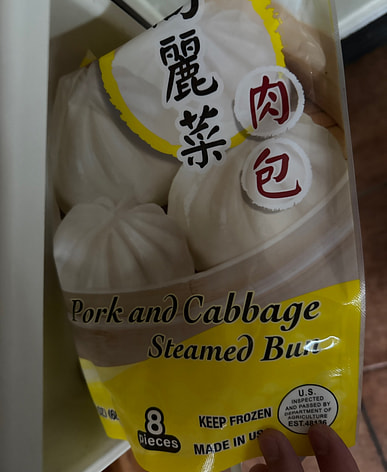 麗菜
肉包
Pork and Cabbage
Steamed Bun
8
Pieces
KEEP FROZEN
MADE IN US
U.S.
INSPECTED
AND PASSED BY
DEPARTMENT OF
AGRICULTURE